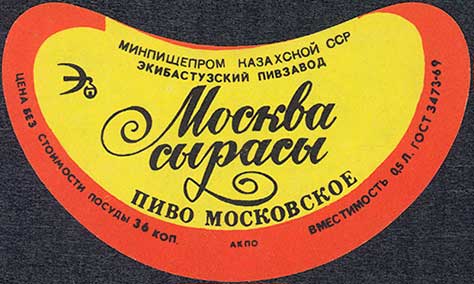 МИНПИЩЕПРОМ КАЗАХСКОЙ ССР
ЭКИБАСТУЗСКИЙ ПИВЗАВОД
Москва
сырасы
ПИВО МОСКОВСКОЕ
ЦЕНА БЕЗ СТОИМОСТИ ПОСУДЫ 36 КОП.
АКПО
ВМЕСТИМОСТЬ 0,5 Л. ГОСТ 3473-69